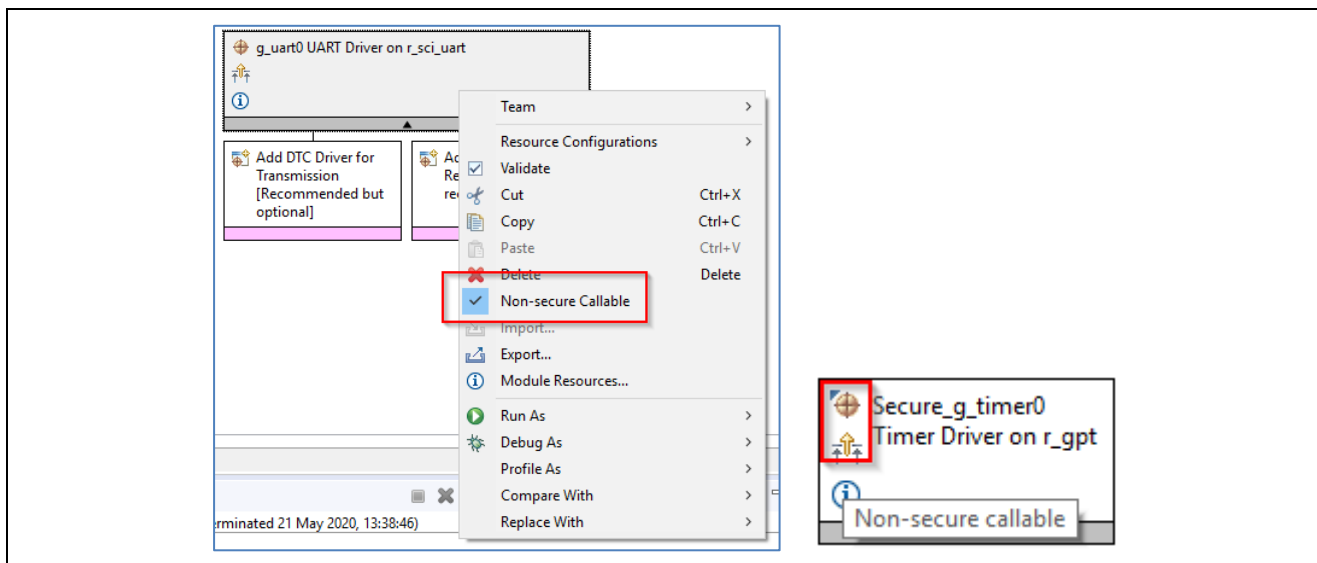 g_uart0 UART Driver on r_sci_uart
Add DTC Driver for
Transmission
[Recommended but
optional]
Team
Resource Configurations
Validate
Cut Ctrl+X
Copy Ctrl+C
Paste Ctrl+V
Delete Delete
Non-secure Callable
Import...
Export...
Module Resources...
Run As
Debug As
Profile As
Compare With
Replace With
erminated 21 May 2020, 13:38:46)
Secure_g_timer0
Timer Driver on r_gpt
Non-secure callable